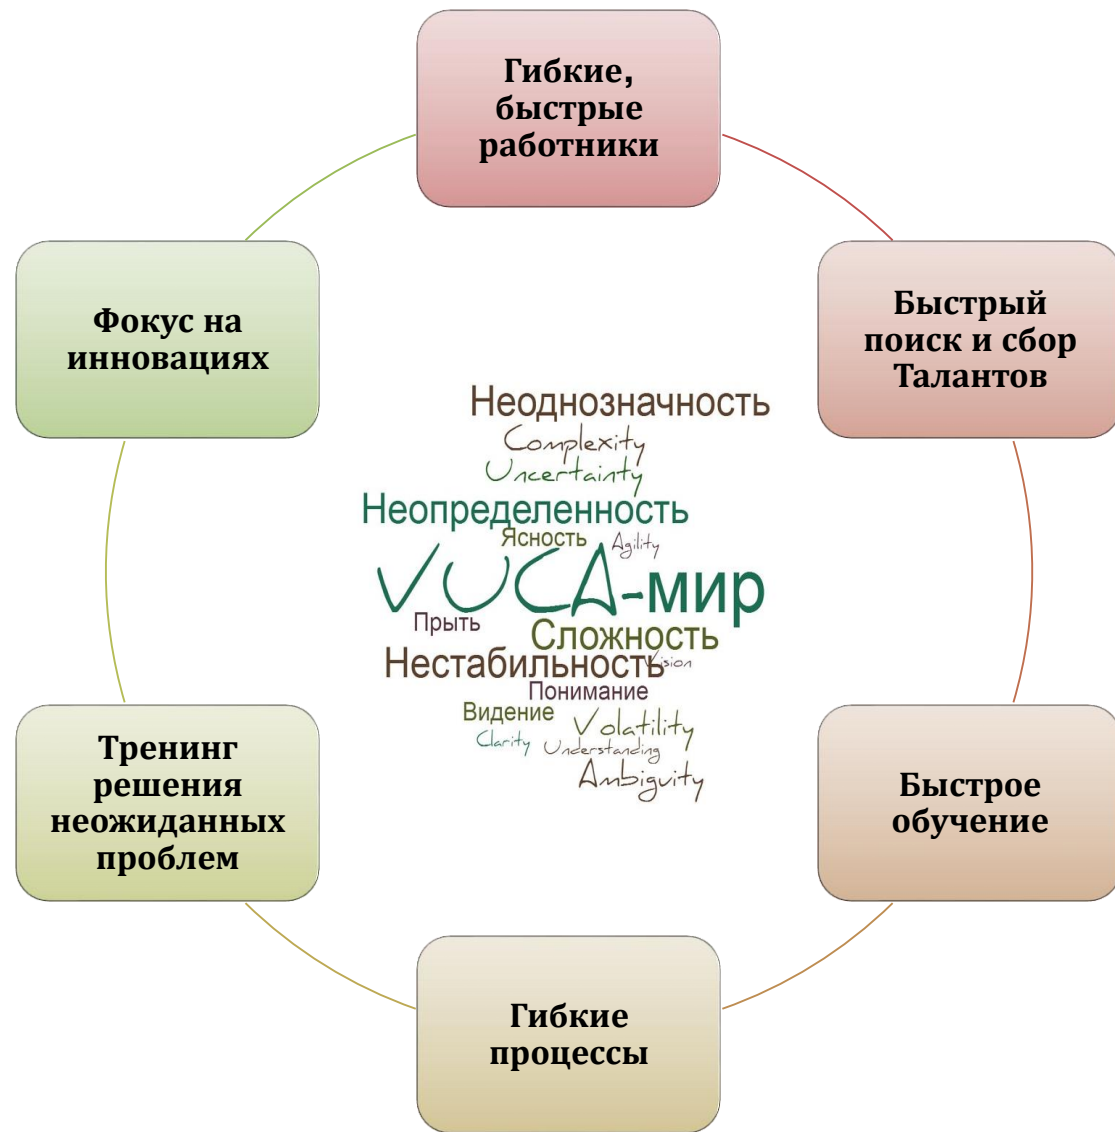 Гибкие,
быстрые
работники
Быстрый
поиск и сбор
Талантов
Быстрое
обучение
Гибкие
процессы
Тренинг
решения
неожиданных
проблем
Фокус на
инновациях
Неоднозначность
Complexity
Uncertainty
Неопределенность
Ясность Agility
VUCA-мир
Прыть
Сложность
Нестабильность Vision
Понимание
Видение Volatility
Clarity Understanding
Ambiguity